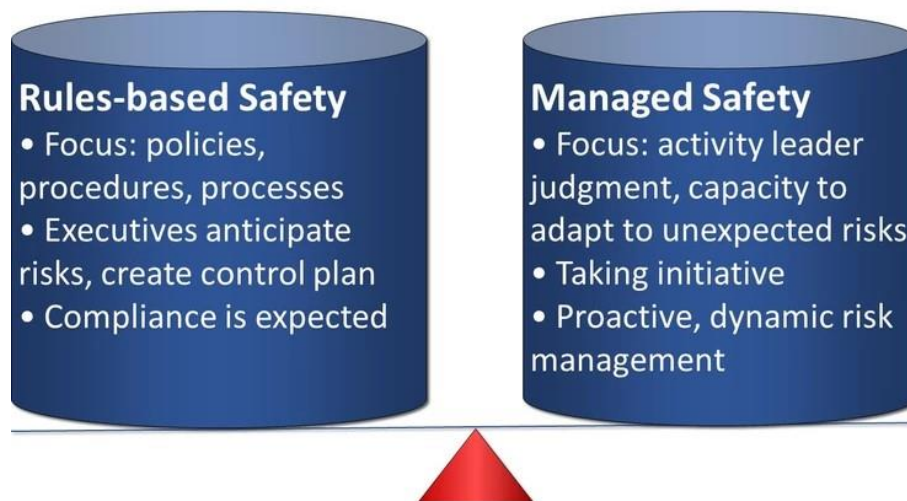 Rules-based Safety
• Focus: policies,
procedures, processes
• Executives anticipate
risks, create control plan
• Compliance is expected
Managed Safety
• Focus: activity leader
judgment, capacity to
adapt to unexpected risks
• Taking initiative
• Proactive, dynamic risk
management